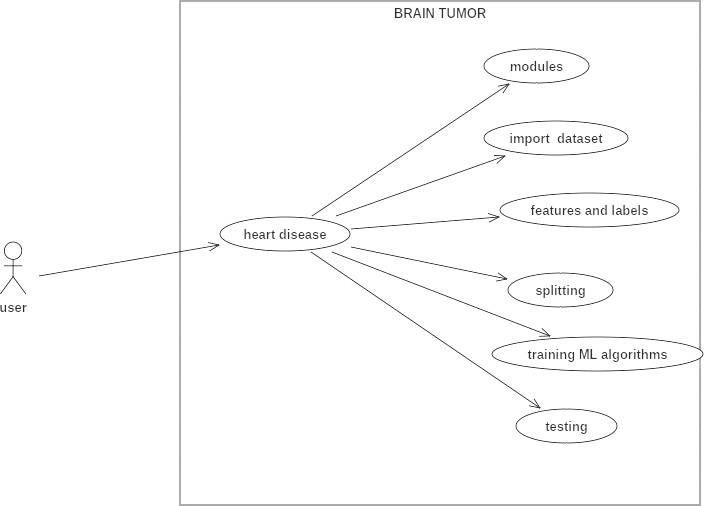 BRAIN TUMOR
modules
import dataset
features and labels
heart disease
splitting
user
training ML algorithms
testing